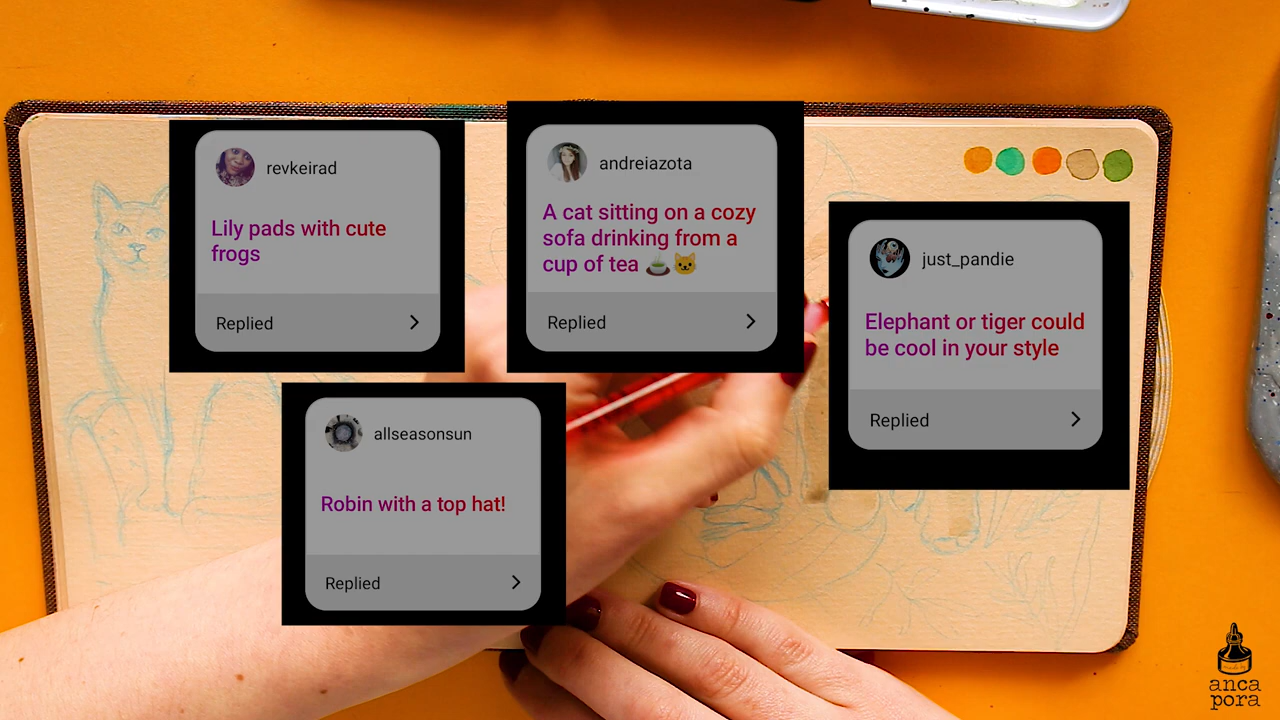 revkeirad
Lily pads with cute
frogs
Replied
andreiazota
A cat sitting on a cozy
sofa drinking from a
cup of tea 🍵😺
Replied
just_pandie
Elephant or tiger could
be cool in your style
Replied
allseasonsun
Robin with a top hat!
Replied
anca
pora